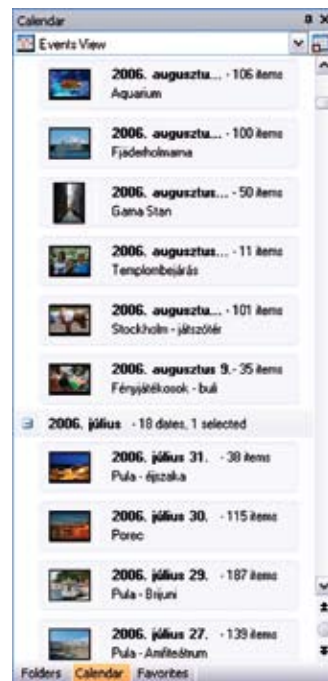 Calendar
Events View
2006. augusztu... - 106 items
Aquarium
2006. augusztu... - 100 items
Fjäderholmarna
2006. augusztus... - 50 items
Gama Stan
2006. augusztus... - 11 items
Templombejárás
2006. augusztu... - 101 items
Stockholm - játszótér
2006. augusztus 9. - 35 items
Fényjátékosok - buli
2006. július - 18 dates, 1 selected
2006. július 31. - 38 items
Pula - éjszaka
2006. július 30. - 115 items
Porec
2006. július 29. - 187 items
Pula - Brijuni
2006. július 27. - 139 items
Pula - Amfiteátrum
Folders Calendar Favorites